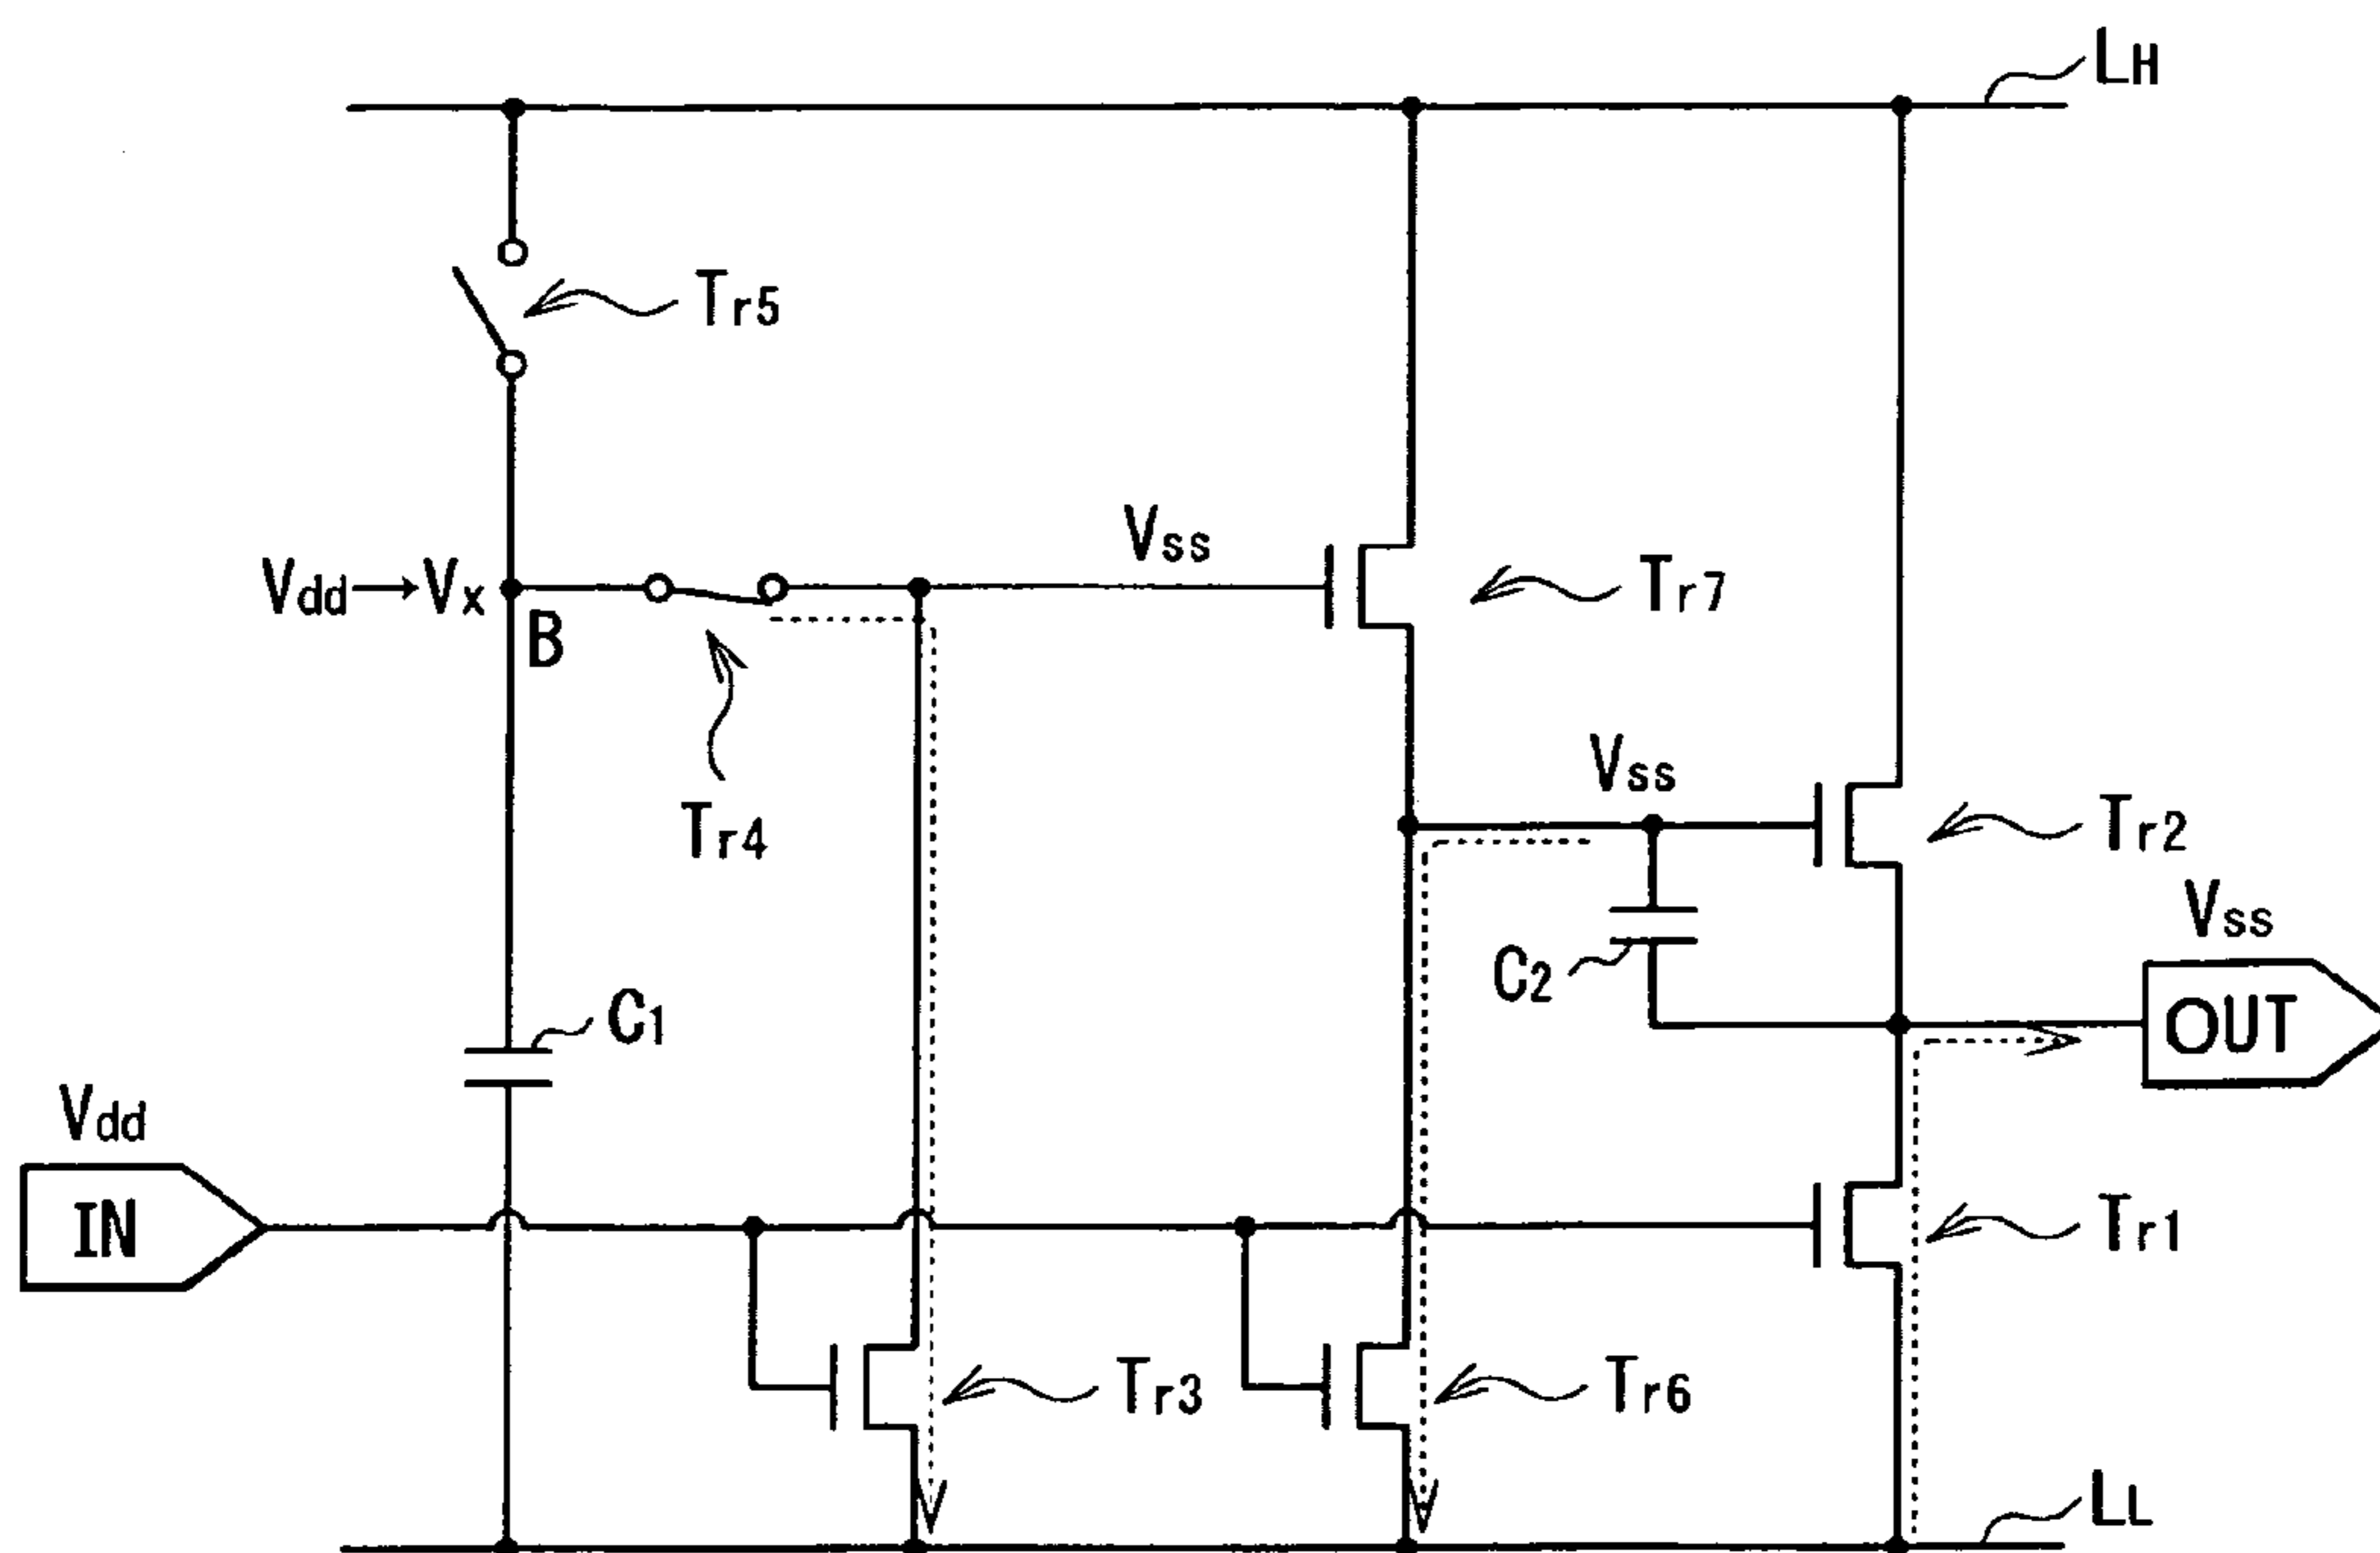 LH
Tr5
Vss
Vdd→Vx
B
Tr7
Vss
Tr4
Tr2
Vss
C2
OUT
C1
Vdd
IN
Tr1
Tr3
Tr6
LL